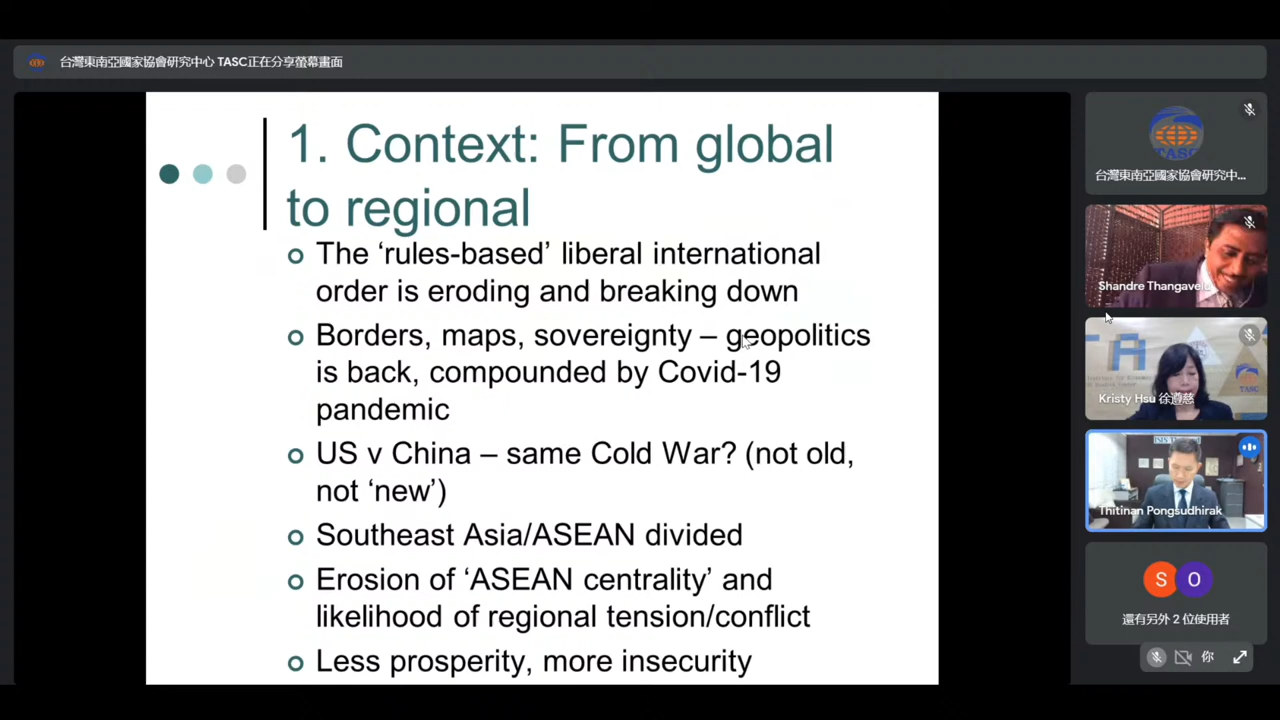 台灣東南亞國家協會研究中心 TASC正在分享螢幕畫面
1. Context: From global
to regional
The ‘rules-based’ liberal international
order is eroding and breaking down
Borders, maps, sovereignty – geopolitics
is back, compounded by Covid-19
pandemic
US v China – same Cold War? (not old,
not ‘new’)
Southeast Asia/ASEAN divided
Erosion of ‘ASEAN centrality’ and
likelihood of regional tension/conflict
Less prosperity, more insecurity
TASC
台灣東南亞國家協會研究中...
Shandre Thangavelu
TA
TASC
Kristy Hsu 徐遵慈
Thitinan Pongsudhirak
S O
還有另外 2 位使用者
你